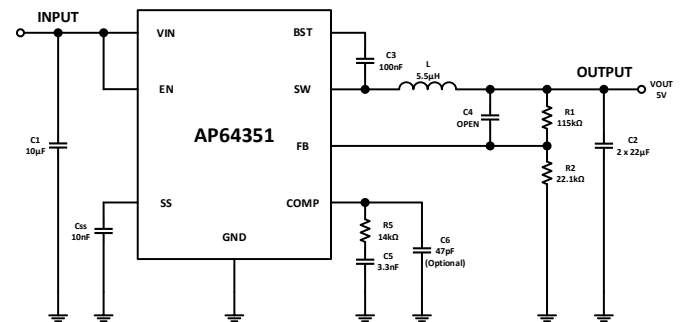 INPUT
VIN
BST
EN
SW
AP64351
FB
SS
COMP
GND
C1
10µF
Css
10nF
C3
100nF
L
5.5µH
C4
OPEN
OUTPUT
VOUT
5V
R1
115kΩ
R2
22.1kΩ
C2
2 x 22µF
R5
14kΩ
C5
3.3nF
C6
47pF
(Optional)